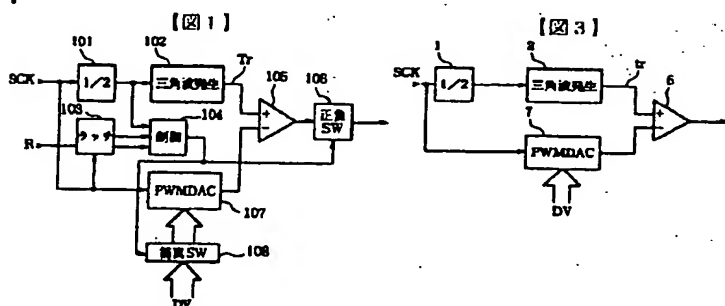 【図1】
101
102
Tr
SCK
1/2
三角波発生
105
106
103
104
ラッチ
制御
正負
SW
R
PWMDAC
107
SW
108
DV
【図3】
1
2
tr
SCK
1/2
三角波発生
6
7
PWMDAC
DV